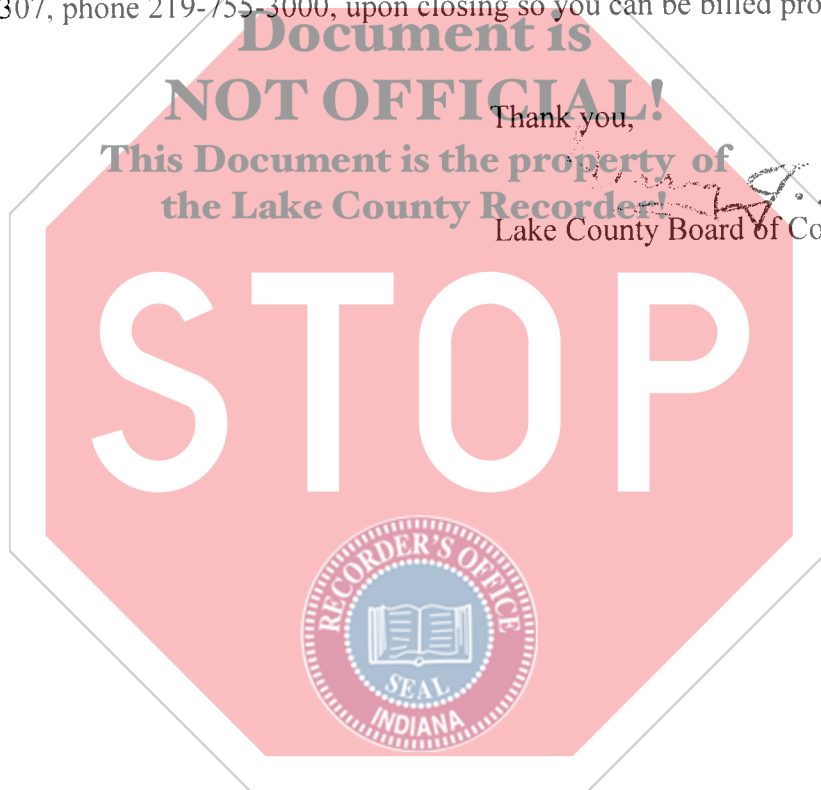 307, phone 219-755-3000, upon closing so you can be billed pro
Document is
NOT OFFICIAL!
Thank you,
This Document is the property of
the Lake County Recorder!
Lake County Board of Co
STOP
RECORDER'S OFFICE
SEAL
INDIANA